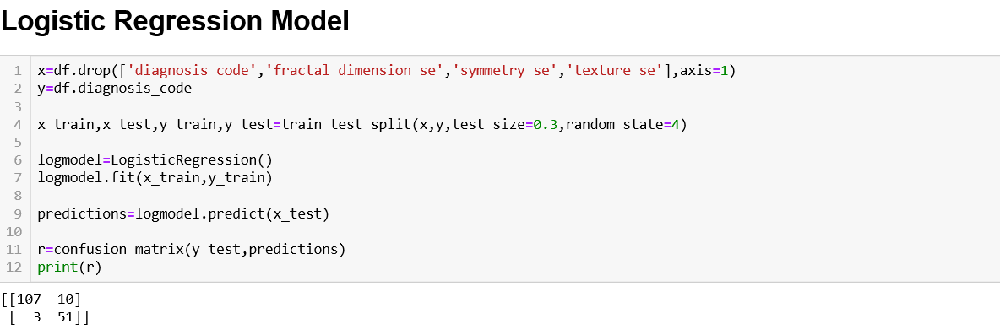 Logistic Regression Model
1 x=df.drop(['diagnosis_code','fractal_dimension_se','symmetry_se','texture_se'],axis=1)
2 y=df.diagnosis_code
3
4 x_train,x_test,y_train,y_test=train_test_split(x,y,test_size=0.3,random_state=4)
5
6 logmodel=LogisticRegression()
7 logmodel.fit(x_train,y_train)
8
9 predictions=logmodel.predict(x_test)
10
11 r=confusion_matrix(y_test,predictions)
12 print(r)
[[107  10]
 [  3  51]]